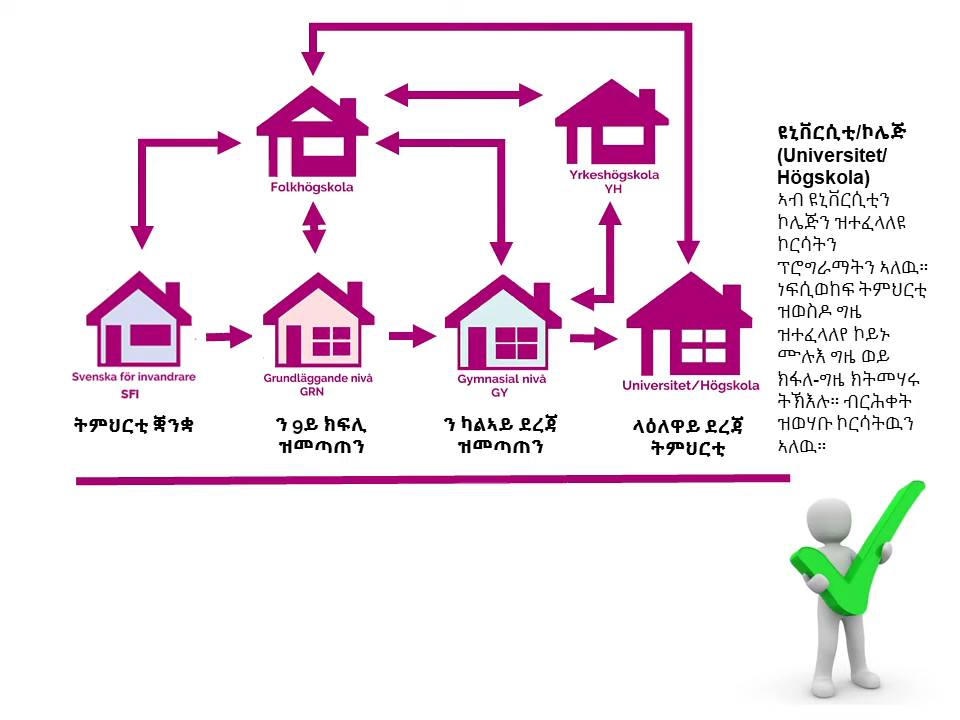 Folkhögskola
Yrkeshögskola
YH
Svenska för invandrare
SFI
Grundläggande nivå
GRN
Gymnasial nivå
GY
Universitet/Högskola
ትምህርቲ ቛንቋ
ን 9ይ ክፍሊ
ዝመጣጠን
ን ካልኣይ ደረጃ
ዝመጣጠን
ላዕለዋይ ደረጃ
ትምህርቲ
ዩኒቨርሲቲ/ኮሌጅ
(Universitet/
Högskola)
ኣብ ዩኒቨርሲቲን
ኮሌጅን ዝተፈላለዩ
ኮርሳትን
ፕሮግራማትን ኣለዉ።
ነፍሲወከፍ ትምህርቲ
ዝወስዶ ግዜ
ዝተፈላለየ ኮይኑ
ሙሉእ ግዜ ወይ
ክፋለ-ግዜ ክትመሃሩ
ትኽእሉ። ብርሕቀት
ዝወሃቡ ኮርሳትዉን
ኣለዉ።